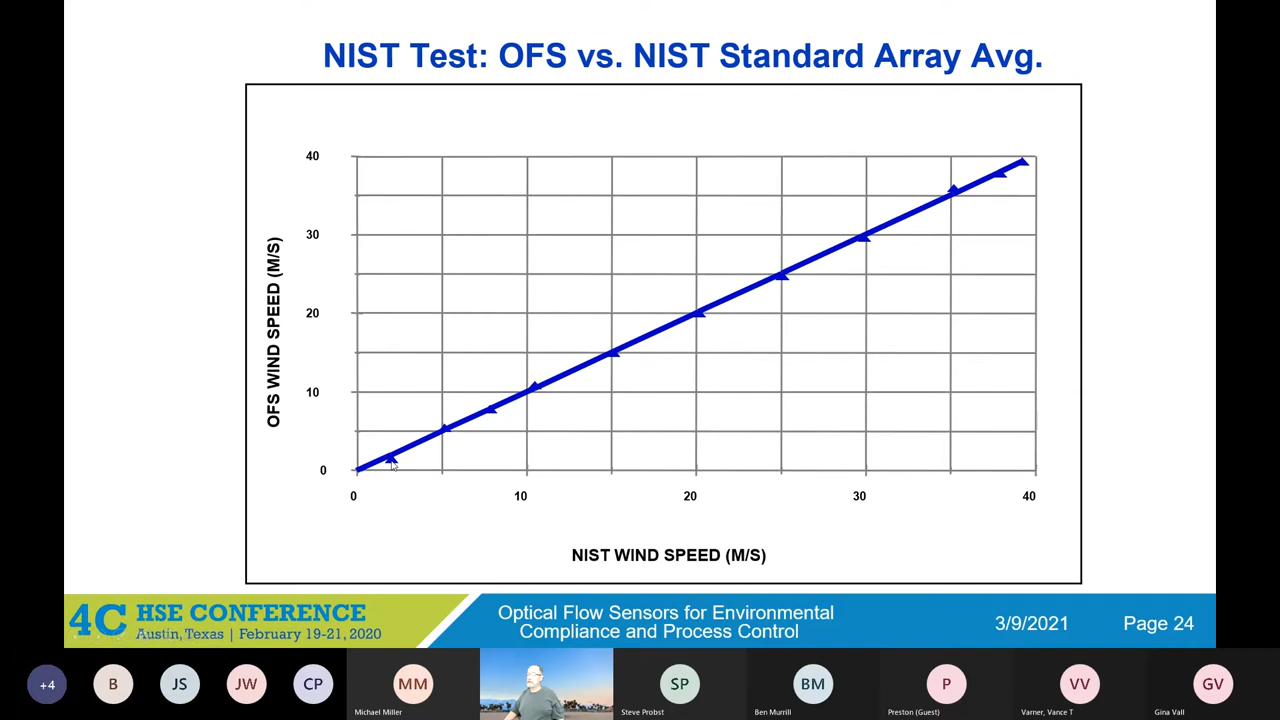 NIST Test: OFS vs. NIST Standard Array Avg.
40
30
20
10
0
OFS WIND SPEED (M/S)
0 10 20 30 40
NIST WIND SPEED (M/S)
4C HSE CONFERENCE
Austin, Texas | February 19-21, 2020
Optical Flow Sensors for Environmental
Compliance and Process Control
3/9/2021
Page 24
+4 B JS JW CP MM SP BM P VV GV
Michael Miller Steve Probst Ben Murrill Preston (Guest) Varner, Vance T Gina Vall